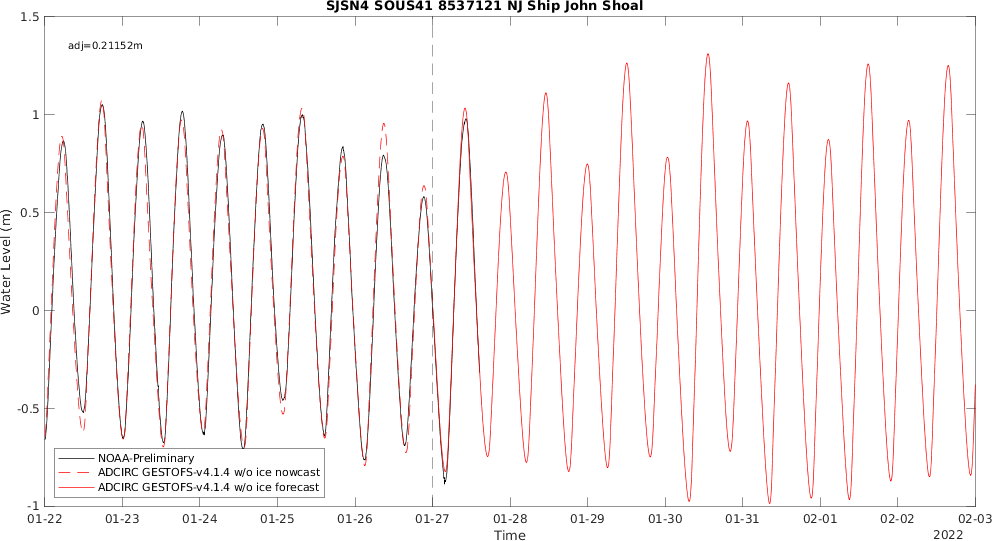 SJSN4 SOUS41 8537121 NJ Ship John Shoal
adj=0.21152m
1.5
1
0.5
0
-0.5
-1
Water Level (m)
NOAA-Preliminary
ADCIRC GESTOFS-v4.1.4 w/o ice nowcast
ADCIRC GESTOFS-v4.1.4 w/o ice forecast
01-22 01-23 01-24 01-25 01-26 01-27 01-28 01-29 01-30 01-31 02-01 02-02 02-03
Time
2022